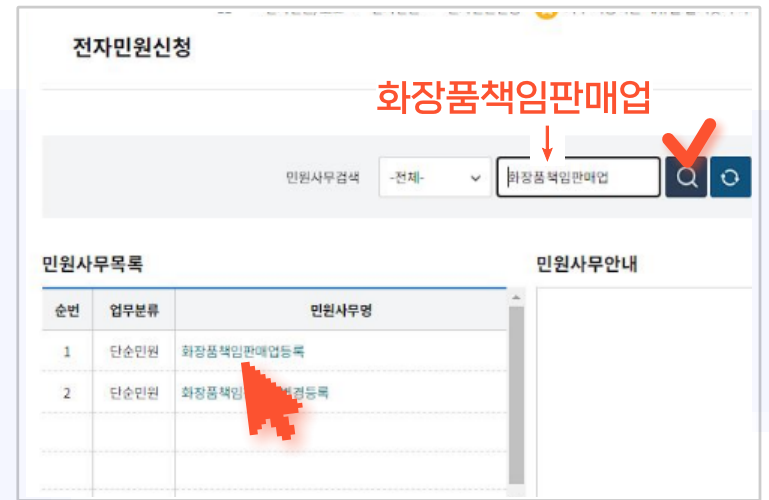 전자민원신청
화장품책임판매업
민원사무검색 -전체- 화장품책임판매업
민원사무목록
민원사무안내
순번 업무분류 민원사무명
1 단순민원 화장품책임판매업등록
2 단순민원 화장품책임